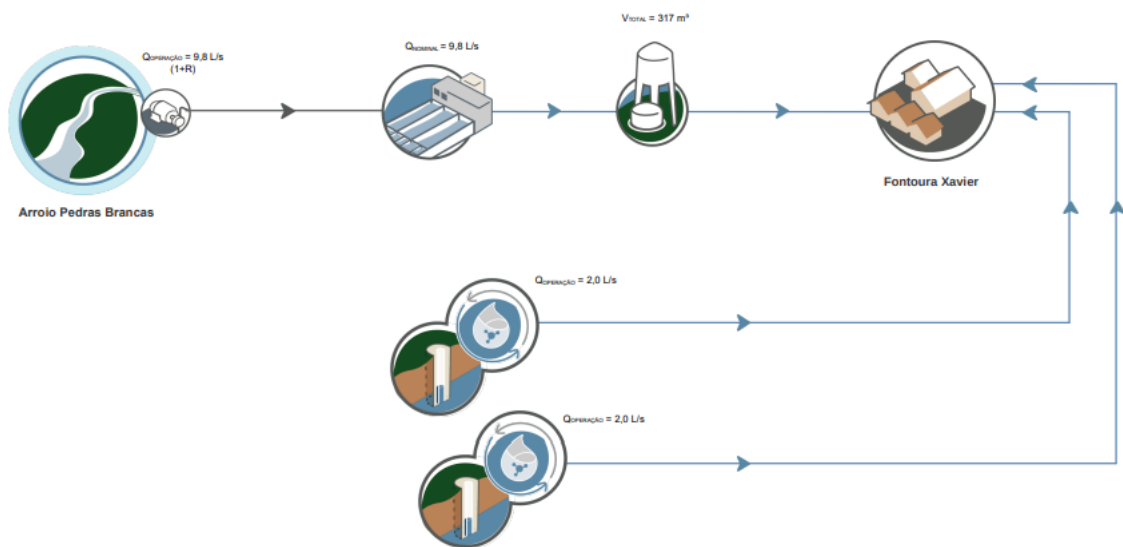 VTOTAL = 317 m³
QOPERAÇÃO = 9,8 L/s
(1+R)
QNOMINAL = 9,8 L/s
Arroio Pedras Brancas
Fontoura Xavier
QOPERAÇÃO = 2,0 L/s
QOPERAÇÃO = 2,0 L/s